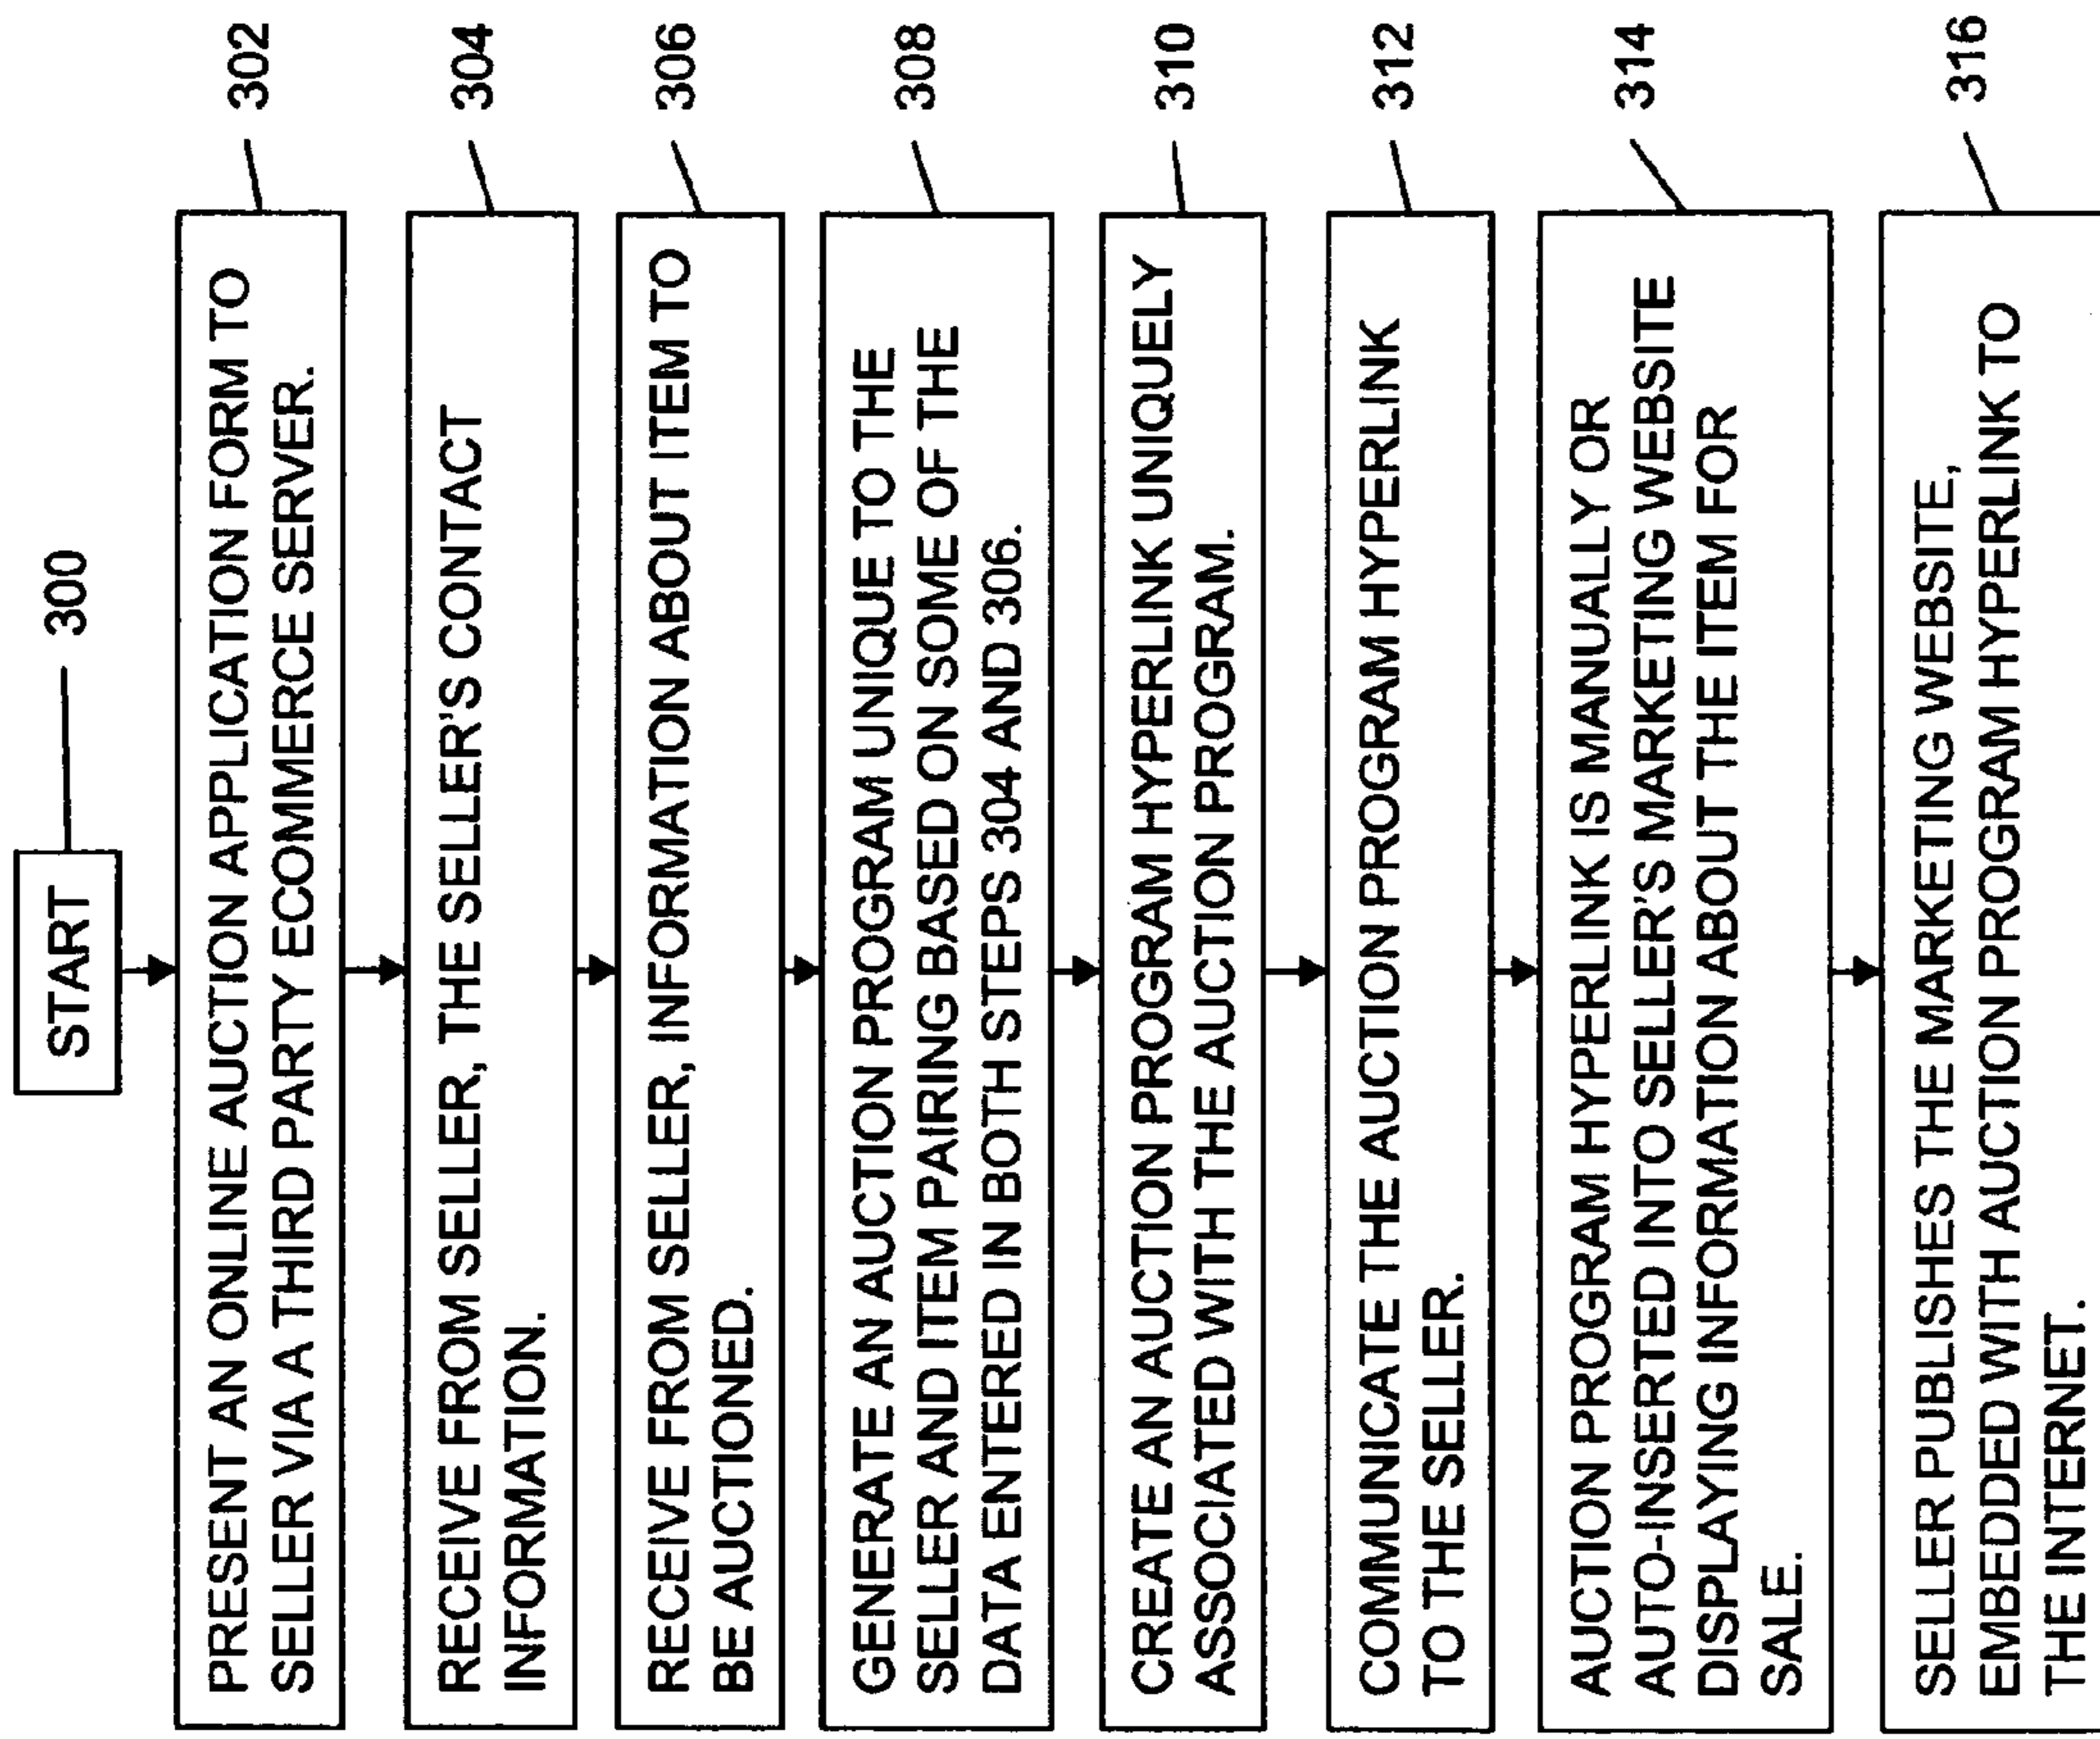 START
300
PRESENT AN ONLINE AUCTION APPLICATION FORM TO
SELLER VIA A THIRD PARTY ECOMMERCE SERVER.
302
RECEIVE FROM SELLER, THE SELLER'S CONTACT
INFORMATION.
304
RECEIVE FROM SELLER, INFORMATION ABOUT ITEM TO
BE AUCTIONED.
306
GENERATE AN AUCTION PROGRAM UNIQUE TO THE
SELLER AND ITEM PAIRING BASED ON SOME OF THE
DATA ENTERED IN BOTH STEPS 304 AND 306.
308
CREATE AN AUCTION PROGRAM HYPERLINK UNIQUELY
ASSOCIATED WITH THE AUCTION PROGRAM.
310
COMMUNICATE THE AUCTION PROGRAM HYPERLINK
TO THE SELLER.
312
AUCTION PROGRAM HYPERLINK IS MANUALLY OR
AUTO-INSERTED INTO SELLER'S MARKETING WEBSITE
DISPLAYING INFORMATION ABOUT THE ITEM FOR
SALE.
314
SELLER PUBLISHES THE MARKETING WEBSITE,
EMBEDDED WITH AUCTION PROGRAM HYPERLINK TO
THE INTERNET.
316